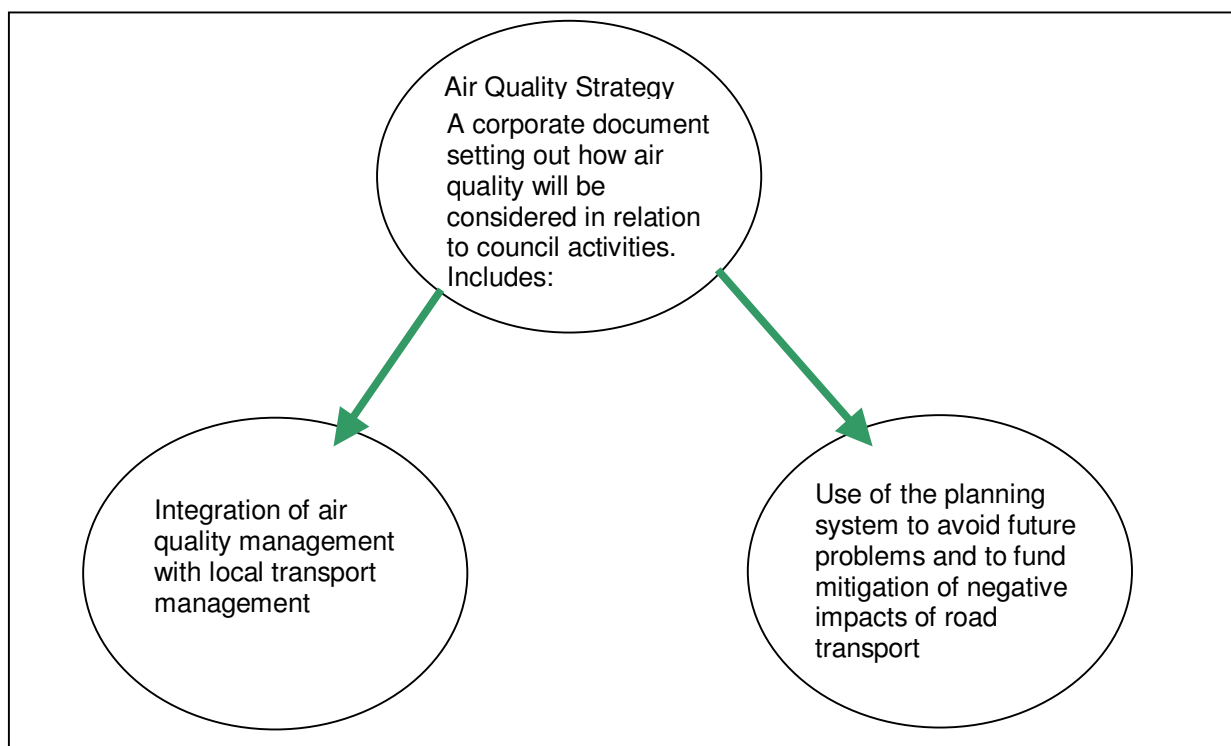 Air Quality Strategy
A corporate document
setting out how air
quality will be
considered in relation
to council activities.
Includes:
Integration of air
quality management
with local transport
management
Use of the planning
system to avoid future
problems and to fund
mitigation of negative
impacts of road
transport